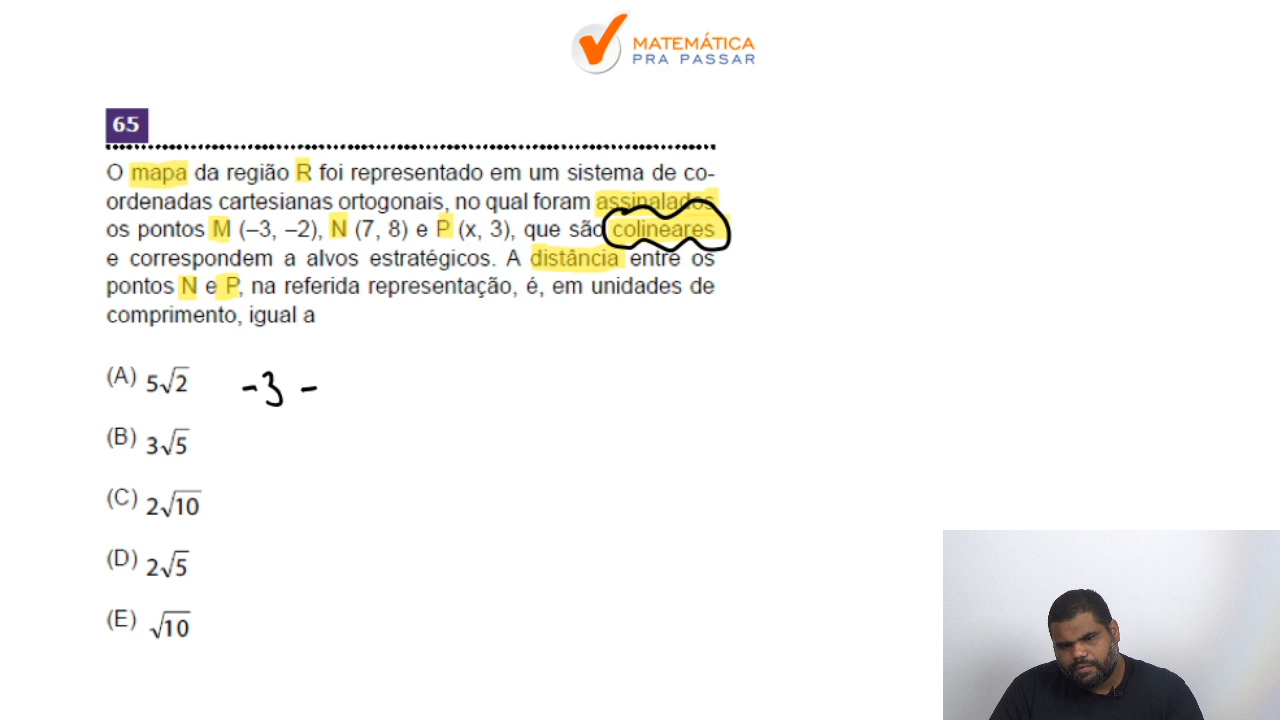 MATEMÁTICA
PRA PASSAR
65
O mapa da região R foi representado em um sistema de co-
ordenadas cartesianas ortogonais, no qual foram assinalados
os pontos M (–3, –2), N (7, 8) e P (x, 3), que são colineares
e correspondem a alvos estratégicos. A distância entre os
pontos N e P, na referida representação, é, em unidades de
comprimento, igual a
(A) 5√2 -3 -
(B) 3√5
(C) 2√10
(D) 2√5
(E) √10